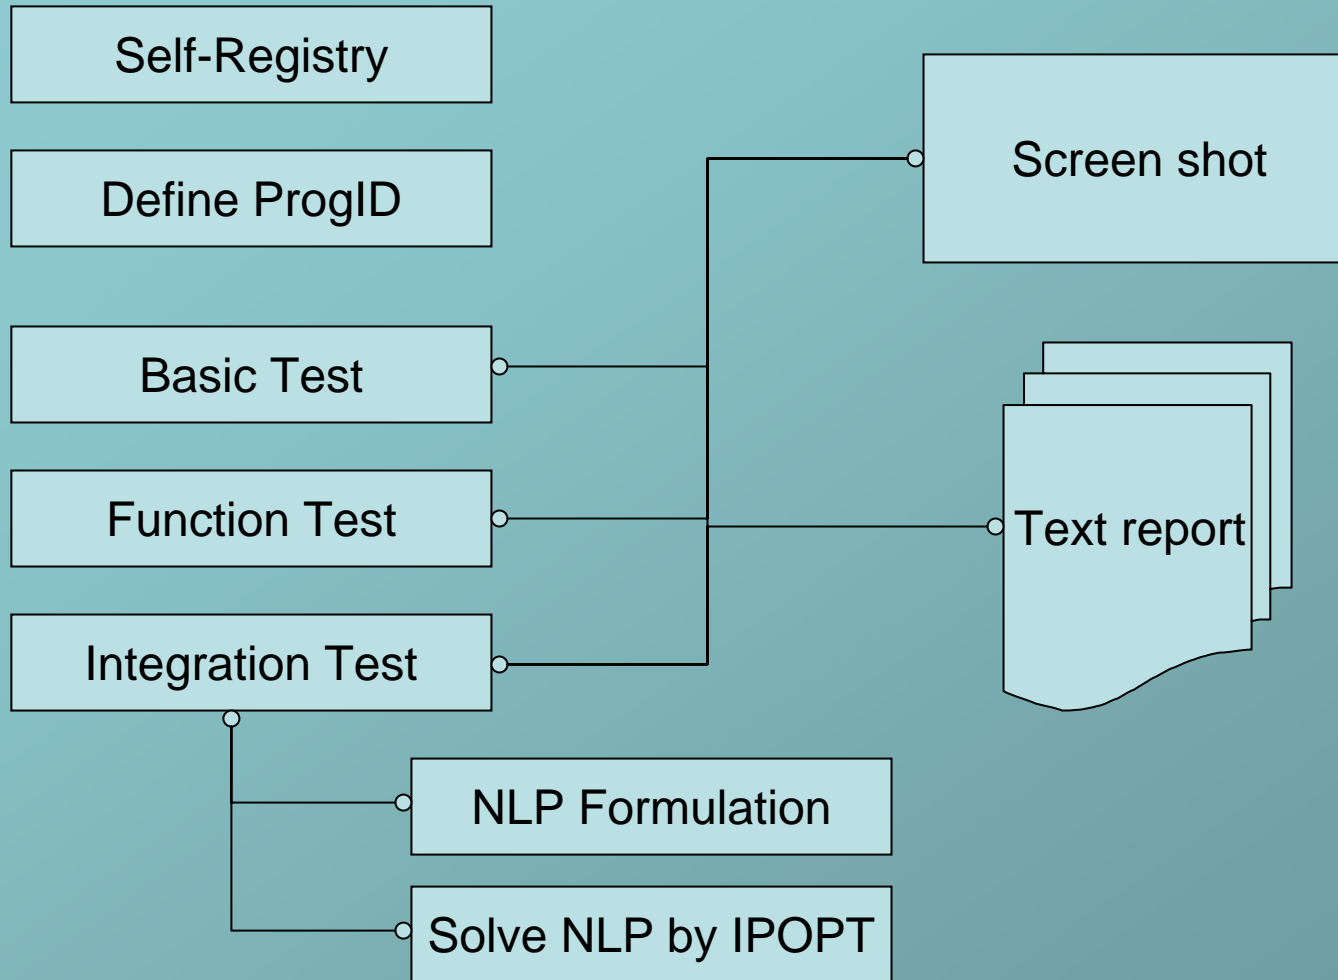 Self-Registry
Define ProgID
Basic Test
Function Test
Integration Test
NLP Formulation
Solve NLP by IPOPT
Screen shot
Text report